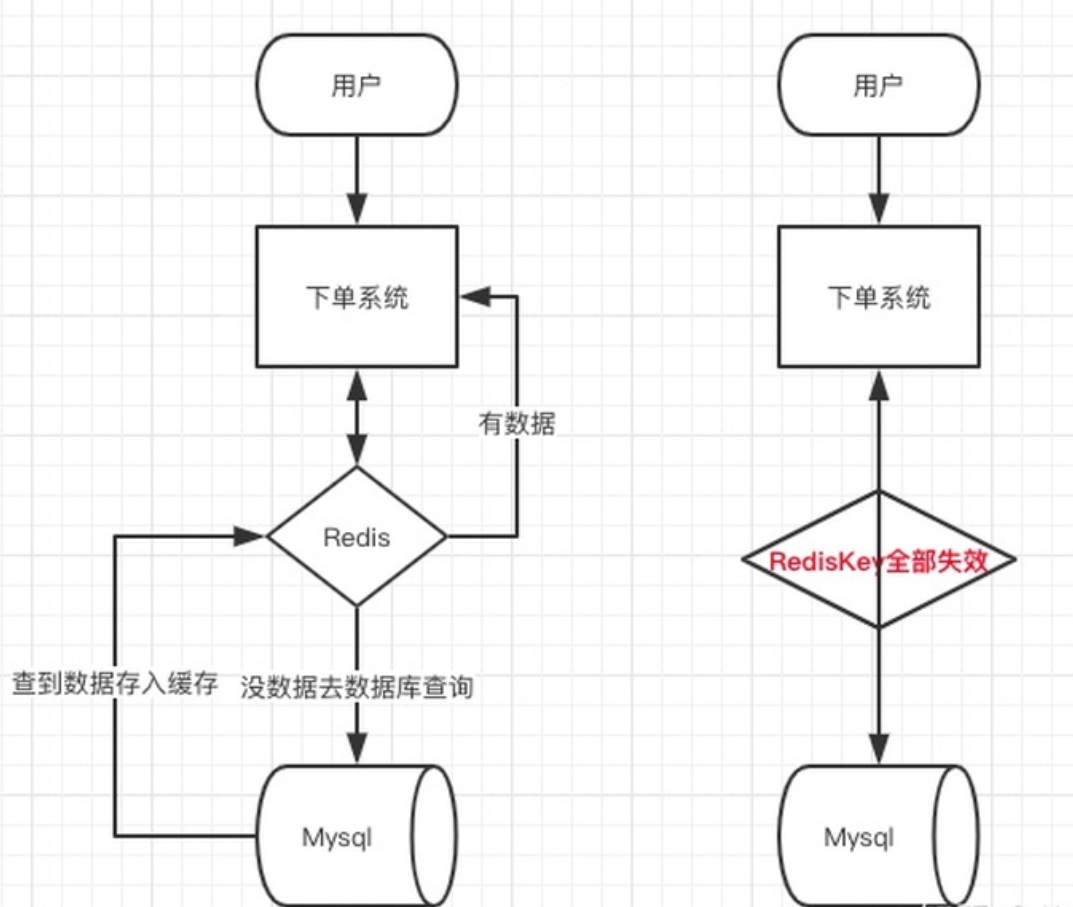 用户
下单系统
有数据
Redis
查到数据存入缓存
没数据去数据库查询
Mysql
用户
下单系统
RedisKey全部失效
Mysql